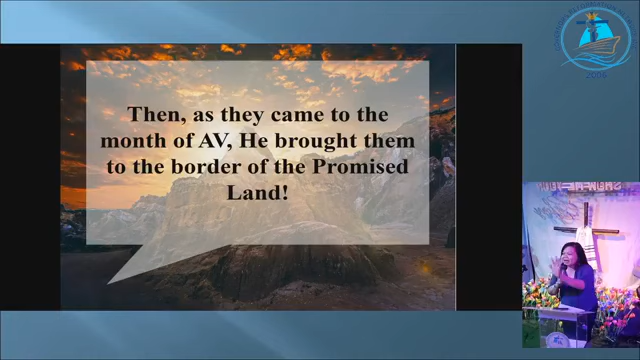 Then, as they came to the
month of AV, He brought them
to the border of the Promised
Land!
2006